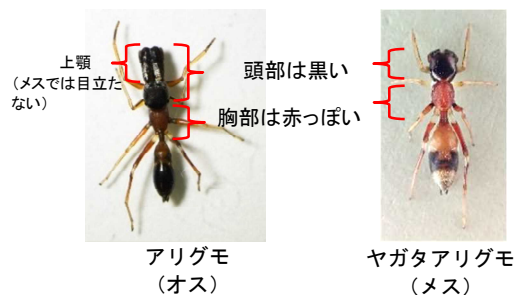 上顎
（メスでは目立た
ない）
頭部は黒い
胸部は赤っぽい
アリグモ
（オス）
ヤガタアリグモ
（メス）